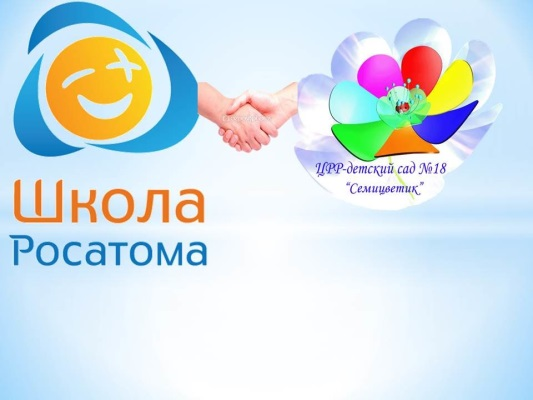 Школа
Росатома
ЦРР-детский сад №18
“Семицветик”